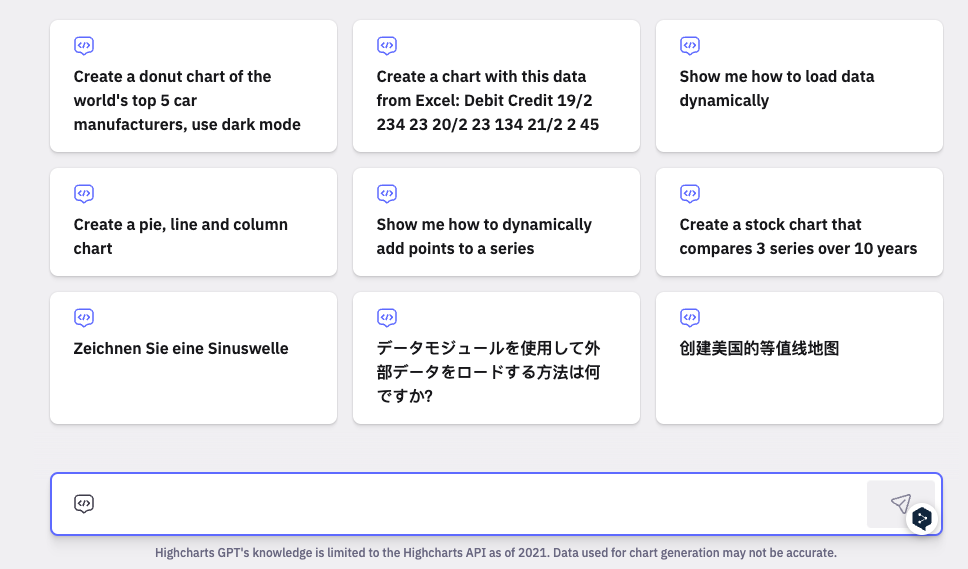 Create a donut chart of the
world's top 5 car
manufacturers, use dark mode
Create a chart with this data
from Excel: Debit Credit 19/2
234 23 20/2 23 134 21/2 2 45
Show me how to load data
dynamically
Create a pie, line and column
chart
Show me how to dynamically
add points to a series
Create a stock chart that
compares 3 series over 10 years
Zeichnen Sie eine Sinuswelle
データモジュールを使用して外
部データをロードする方法は何
ですか?
创建美国的等值线地图
Highcharts GPT's knowledge is limited to the Highcharts API as of 2021. Data used for chart generation may not be accurate.